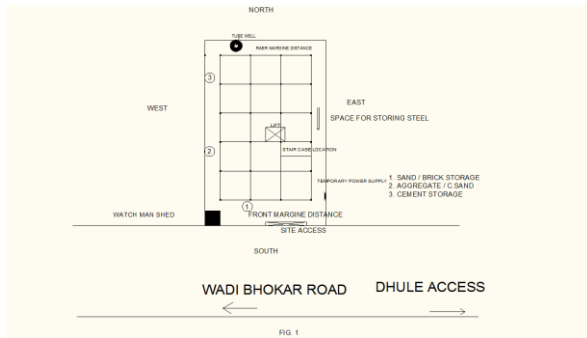 NORTH
TUBE WELL
RAER MARGINE DISTANCE
3
WEST
EAST
SPACE FOR STORING STEEL
LIFT
2
STAIR CASE LOCATION
TEMPORARY POWER SUPPLY
1. SAND / BRICK STORAGE
2. AGGREGATE / C.SAND
3. CEMENT STORAGE
1
WATCH MAN SHED
FRONT MARGINE DISTANCE
SITE ACCESS
SOUTH
WADI BHOKAR ROAD
DHULE ACCESS
FIG. 1